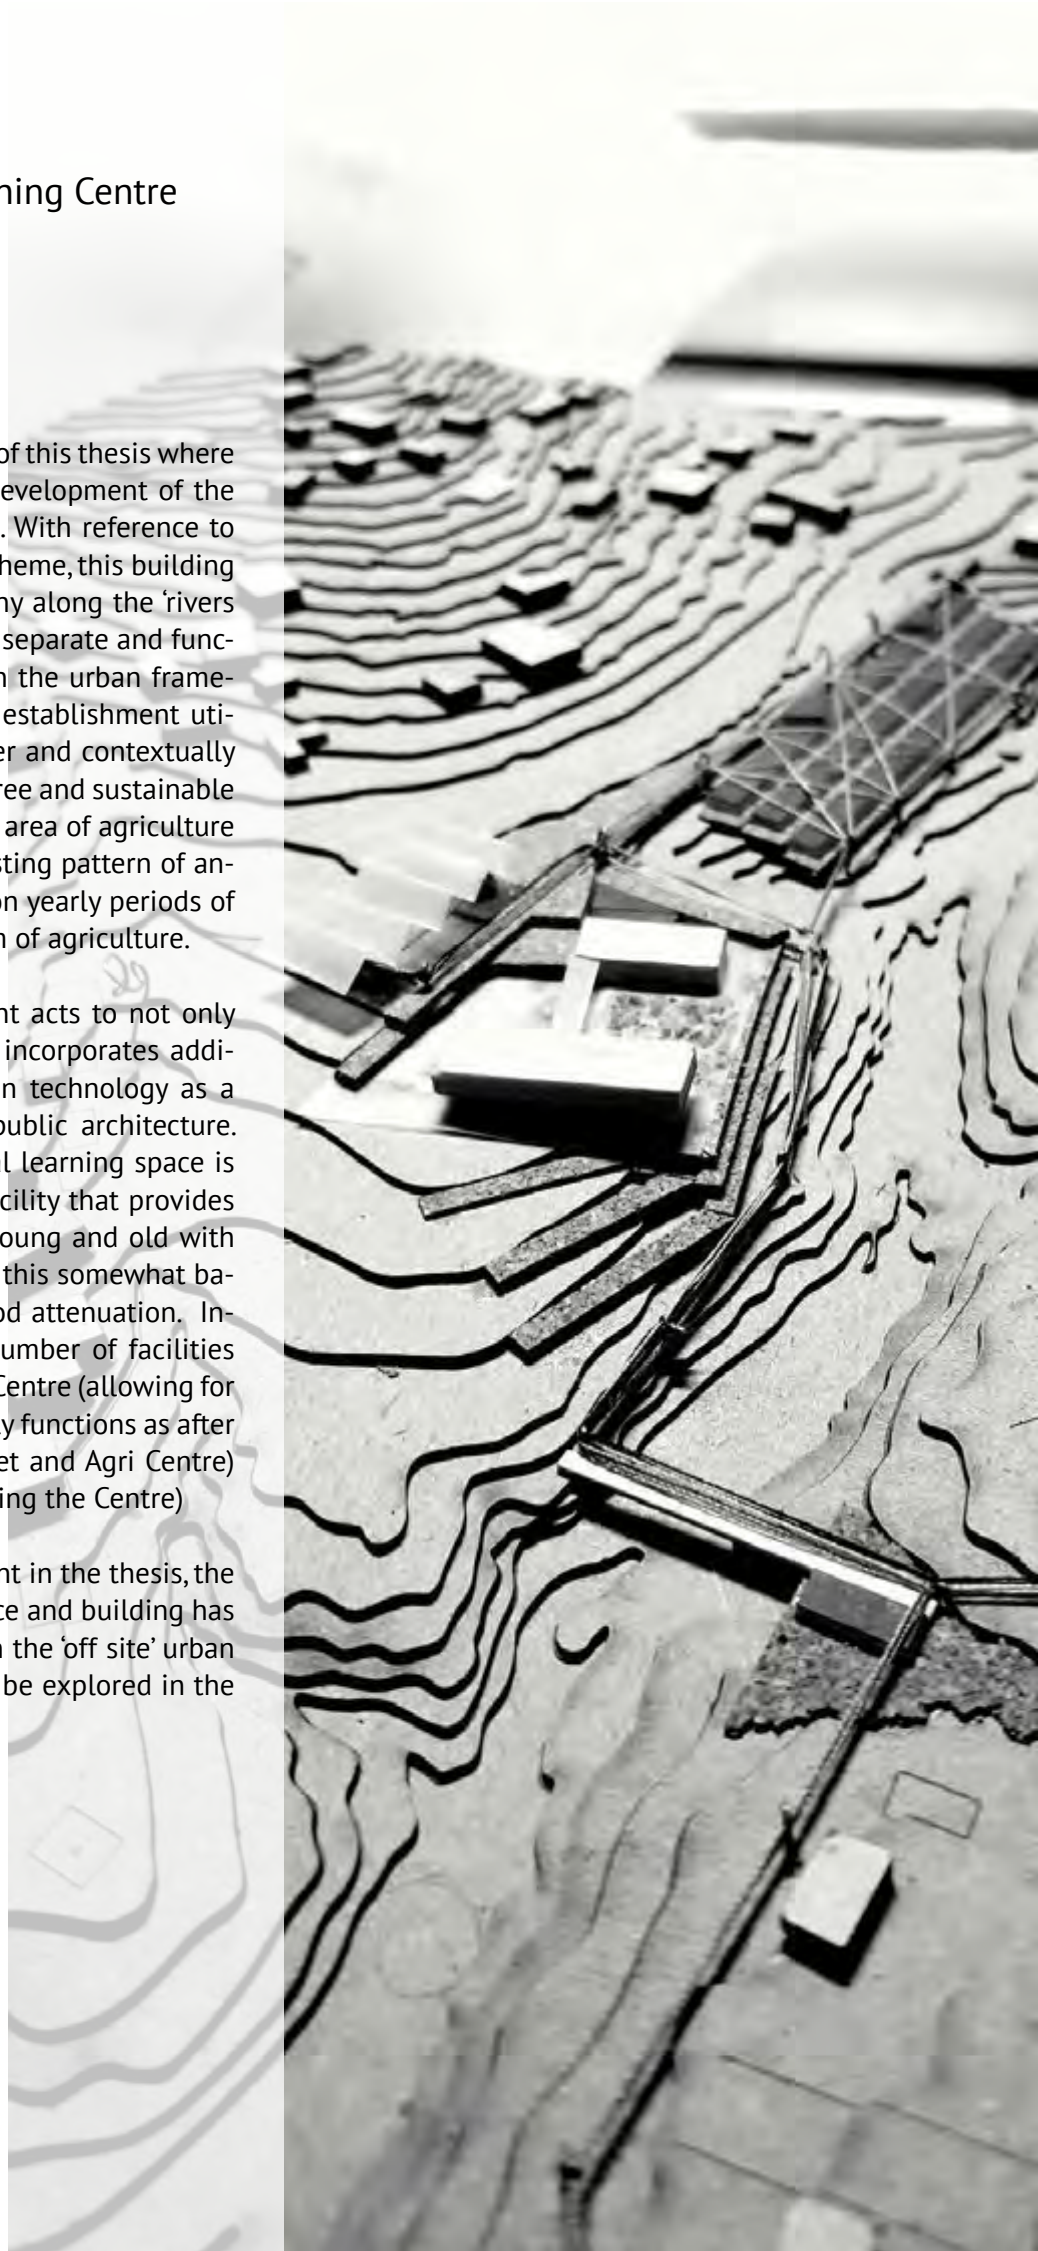 ning Centre
of this thesis where
evelopment of the
. With reference to
heme, this building
ny along the ‘rivers
separate and func-
n the urban frame-
establishment uti-
er and contextually
ree and sustainable
area of agriculture
sting pattern of an-
on yearly periods of
n of agriculture.
nt acts to not only
incorporates addi-
n technology as a
public architecture.
al learning space is
cility that provides
oung and old with
this somewhat ba-
od attenuation. In-
umber of facilities
Centre (allowing for
ly functions as after
et and Agri Centre)
ing the Centre)
nt in the thesis, the
ce and building has
n the ‘off site’ urban
be explored in the